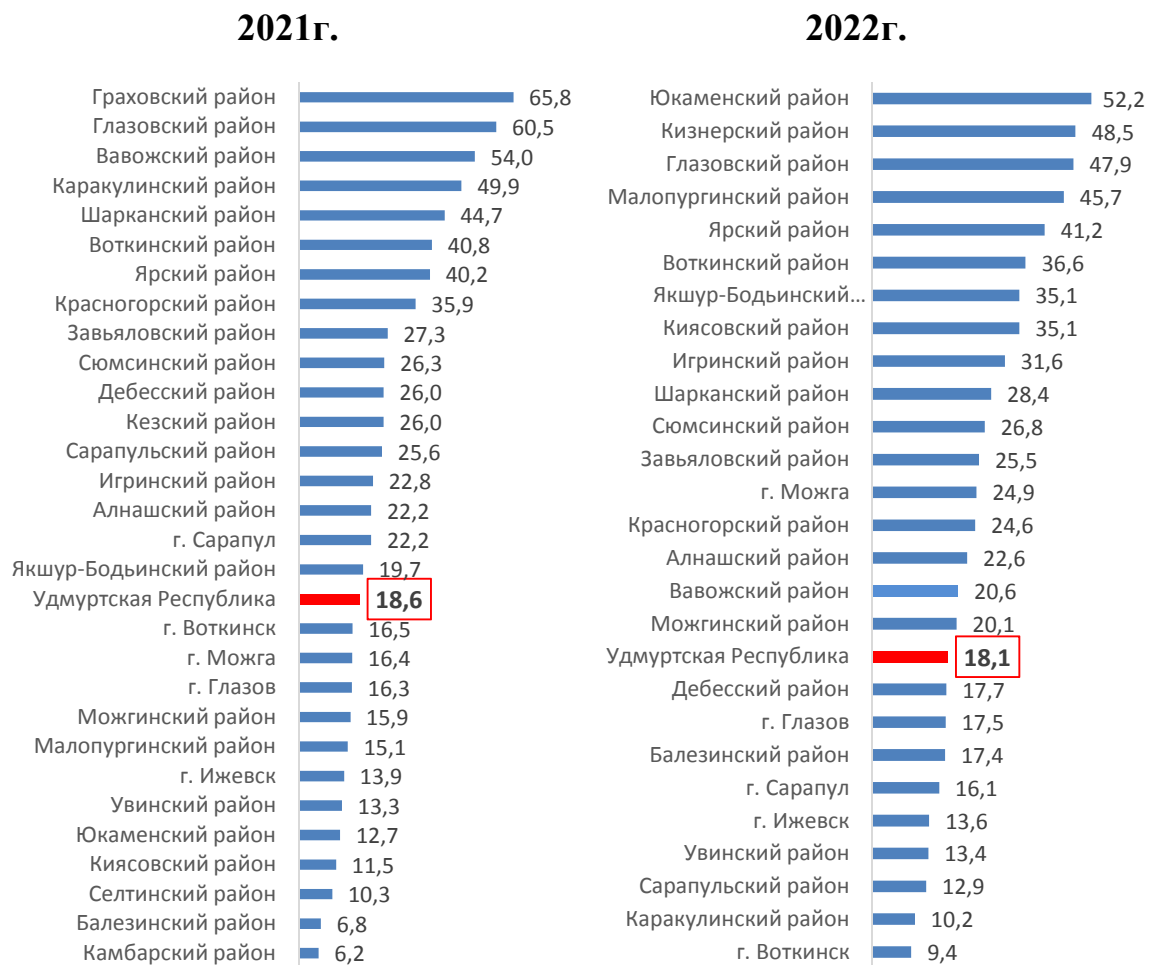 2021г.
Граховский район 65,8
Глазовский район 60,5
Вавожский район 54,0
Каракулинский район 49,9
Шарканский район 44,7
Воткинский район 40,8
Ярский район 40,2
Красногорский район 35,9
Завьяловский район 27,3
Сюмсинский район 26,3
Дебесский район 26,0
Кезский район 26,0
Сарапульский район 25,6
Игринский район 22,8
Алнашский район 22,2
г. Сарапул 22,2
Якшур-Бодьинский район 19,7
Удмуртская Республика 18,6
г. Воткинск 16,5
г. Можга 16,4
г. Глазов 16,3
Можгинский район 15,9
Малопургинский район 15,1
г. Ижевск 13,9
Увинский район 13,3
Юкаменский район 12,7
Киясовский район 11,5
Селтинский район 10,3
Балезинский район 6,8
Камбарский район 6,2
2022г.
Юкаменский район 52,2
Кизнерский район 48,5
Глазовский район 47,9
Малопургинский район 45,7
Ярский район 41,2
Воткинский район 36,6
Якшур-Бодьинский... 35,1
Киясовский район 35,1
Игринский район 31,6
Шарканский район 28,4
Сюмсинский район 26,8
Завьяловский район 25,5
г. Можга 24,9
Красногорский район 24,6
Алнашский район 22,6
Вавожский район 20,6
Можгинский район 20,1
Удмуртская Республика 18,1
Дебесский район 17,7
г. Глазов 17,5
Балезинский район 17,4
г. Сарапул 16,1
г. Ижевск 13,6
Увинский район 13,4
Сарапульский район 12,9
Каракулинский район 10,2
г. Воткинск 9,4